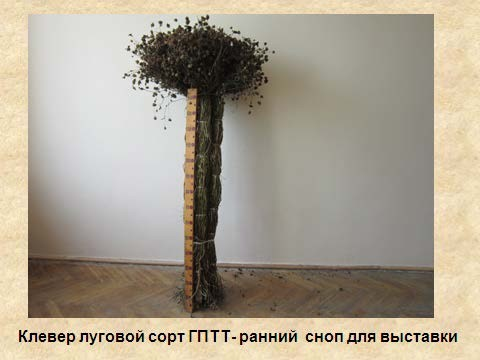 Клевер луговой сорт ГПТТ- ранний сноп для выставки